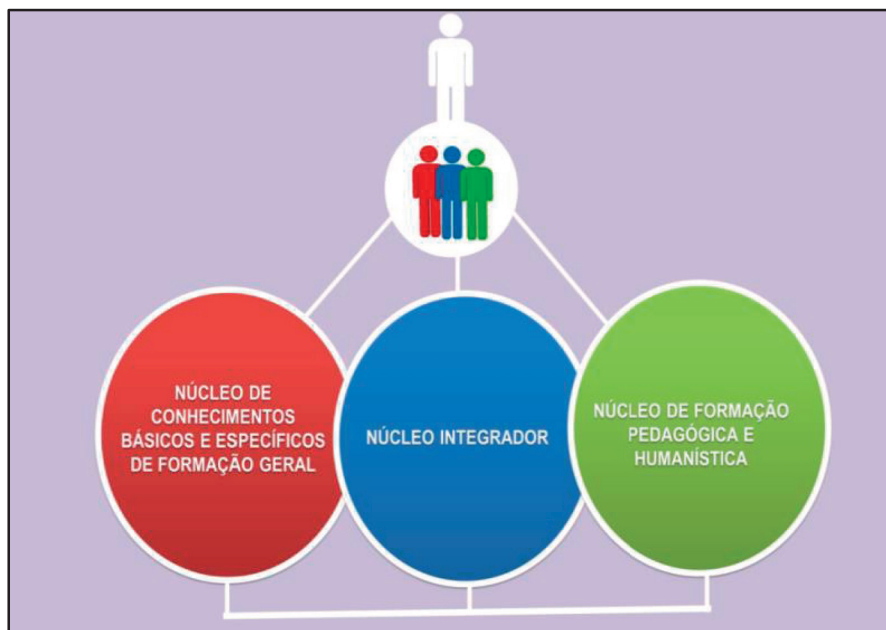 NÚCLEO DE
CONHECIMENTOS
BÁSICOS E ESPECÍFICOS
DE FORMAÇÃO GERAL
NÚCLEO INTEGRADOR
NÚCLEO DE FORMAÇÃO
PEDAGÓGICA E
HUMANÍSTICA